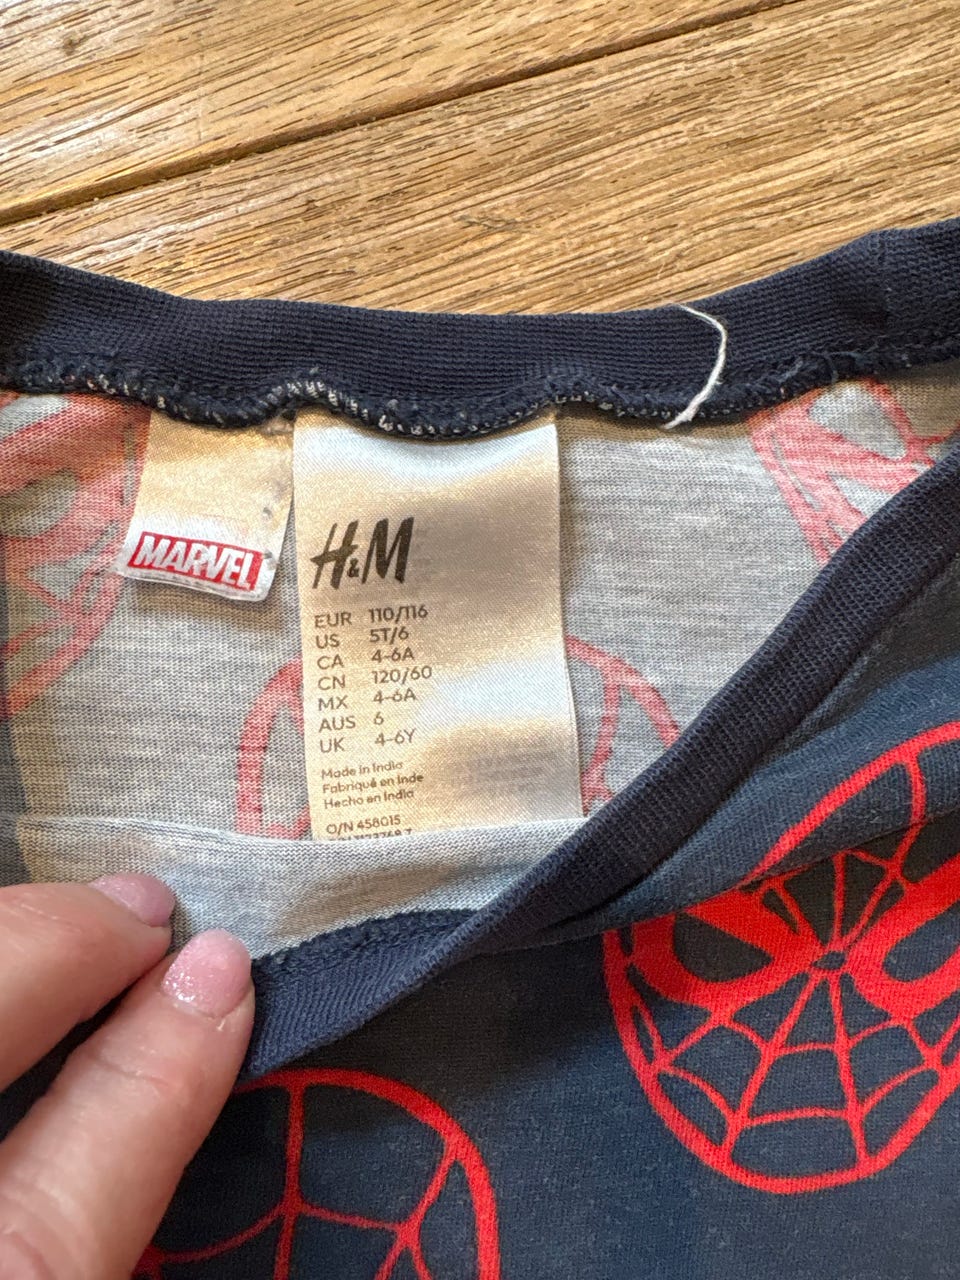 MARVEL
H&M
EUR 110/116
US 5T/6
CA 4-6A
CN 120/60
MX 4-6A
AUS 6
UK 4-6Y
Made in India
Fabriqué en Inde
Hecho en India
O/N 458015